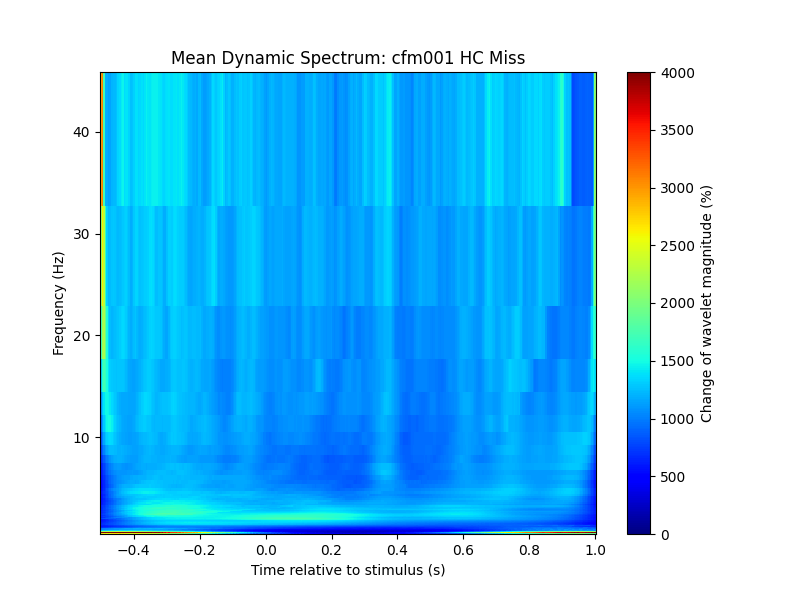 Mean Dynamic Spectrum: cfm001 HC Miss
Frequency (Hz)
40
30
20
10
−0.4 −0.2 0.0 0.2 0.4 0.6 0.8 1.0
Time relative to stimulus (s)
4000
3500
3000
2500
2000
1500
1000
500
0
Change of wavelet magnitude (%)